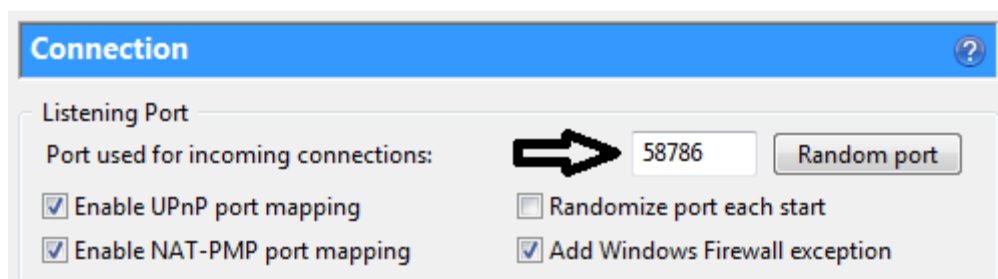 Connection
Listening Port
Port used for incoming connections: 58786 Random port
Enable UPnP port mapping Randomize port each start
Enable NAT-PMP port mapping Add Windows Firewall exception